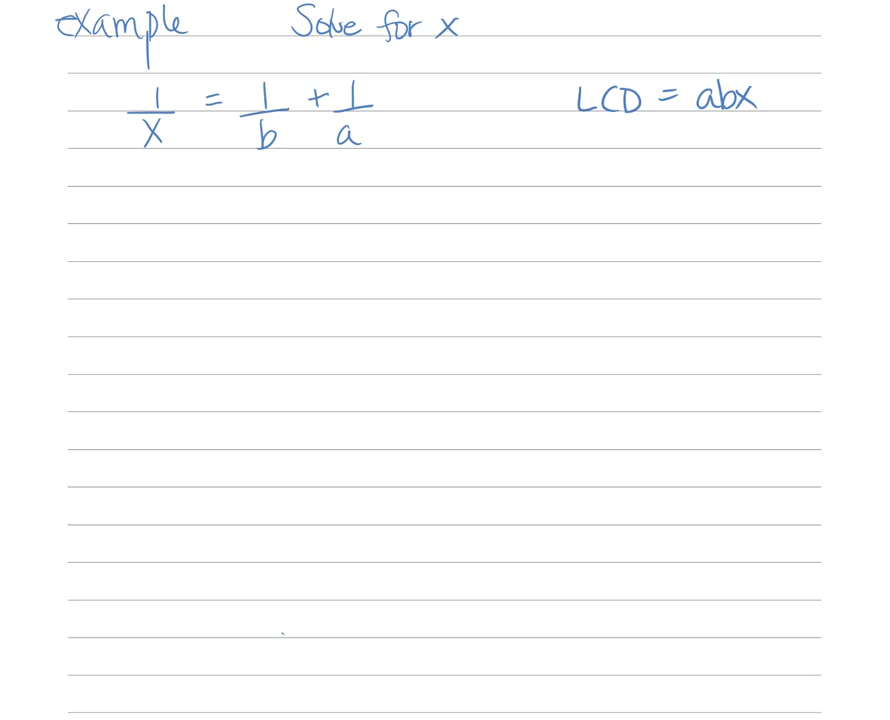 example Solve for x
1/x = 1/b + 1/a LCD = abx